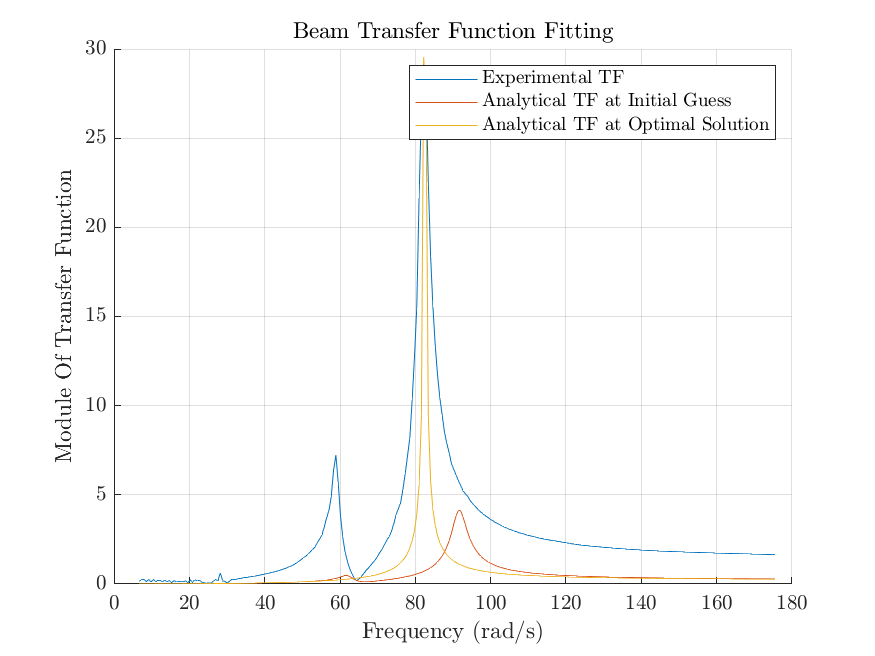 Beam Transfer Function Fitting
30
25
20
15
10
5
0
Module Of Transfer Function
Experimental TF
Analytical TF at Initial Guess
Analytical TF at Optimal Solution
0 20 40 60 80 100 120 140 160 180
Frequency (rad/s)